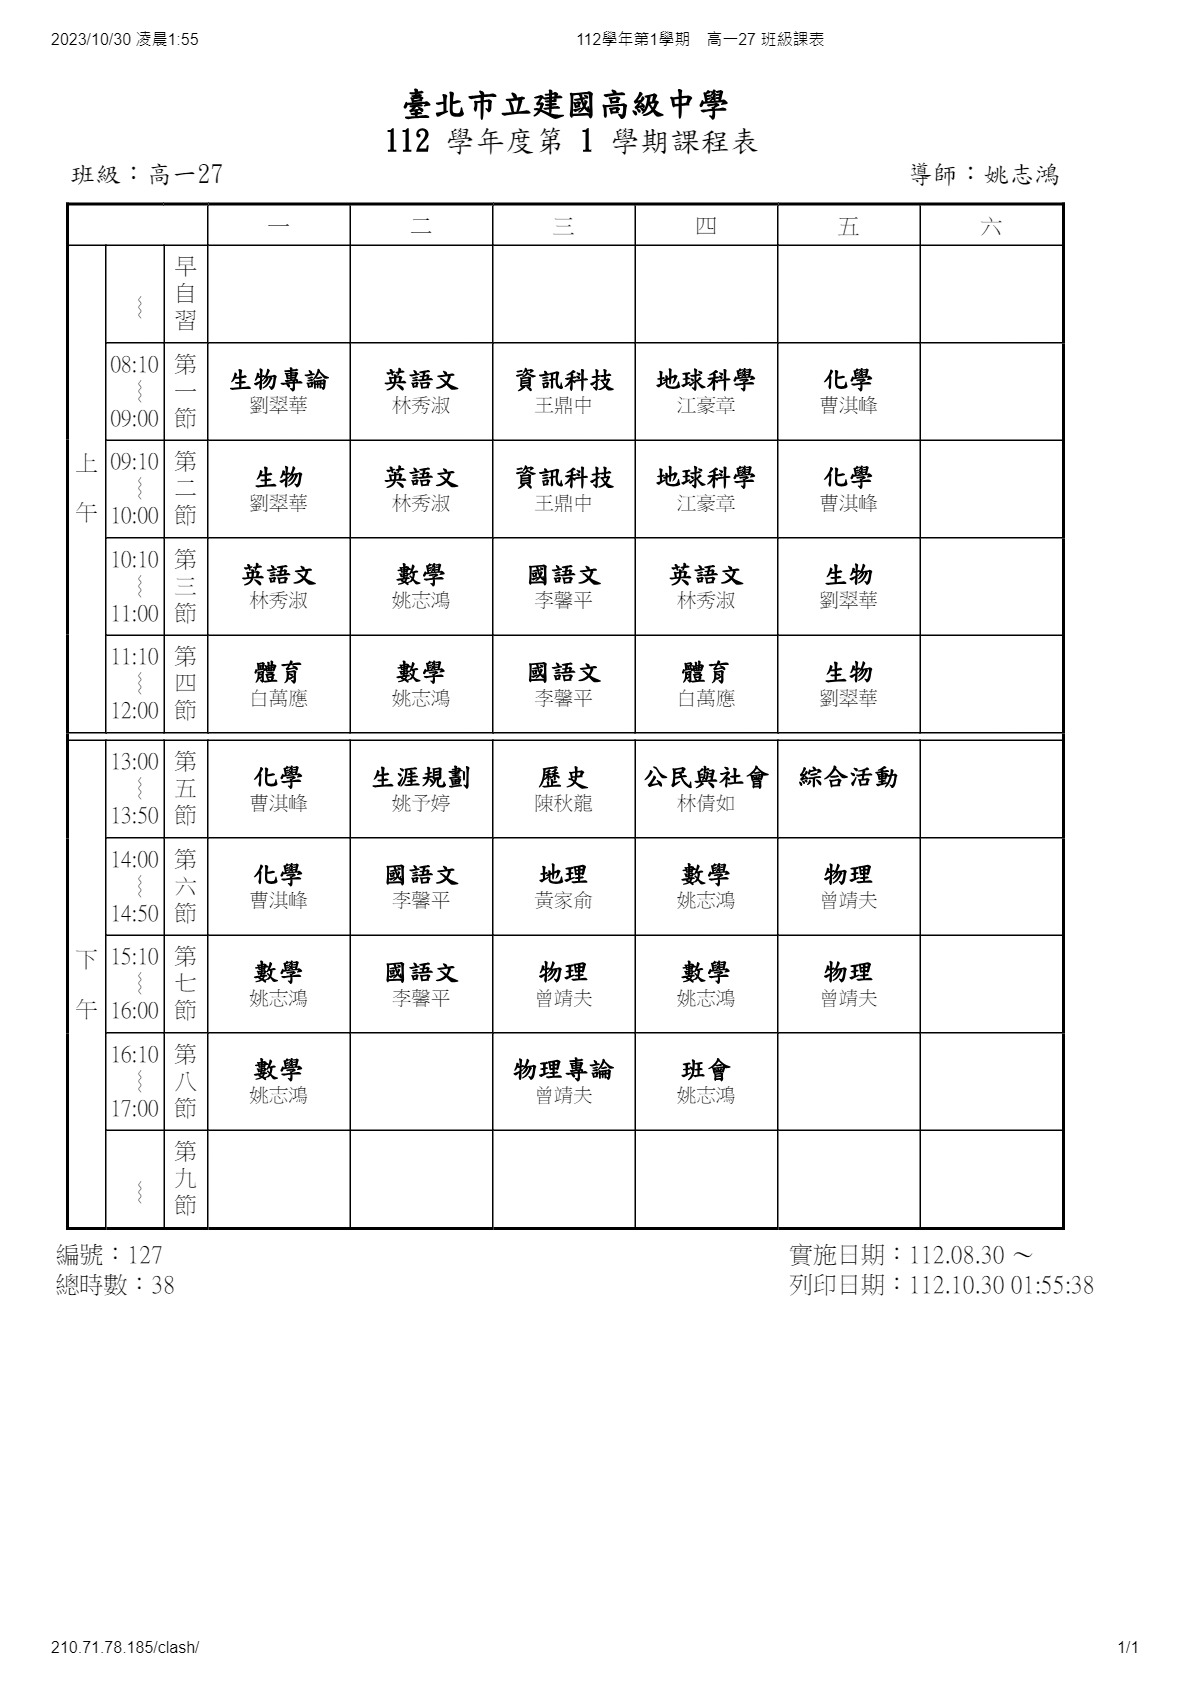 2023/10/30 凌晨1:55
112學年第1學期　高一27 班級課表
臺北市立建國高級中學
112 學年度第 1 學期課程表
班級：高一27
導師：姚志鴻
一 二 三 四 五 六
上午
～ 早自習
08:10～09:00 第一節
生物專論 英語文 資訊科技 地球科學 化學
劉翠華 林秀淑 王鼎中 江豪章 曹淇峰
09:10～10:00 第二節
生物 英語文 資訊科技 地球科學 化學
劉翠華 林秀淑 王鼎中 江豪章 曹淇峰
10:10～11:00 第三節
英語文 數學 國語文 英語文 生物
林秀淑 姚志鴻 李馨平 林秀淑 劉翠華
11:10～12:00 第四節
體育 數學 國語文 體育 生物
白萬應 姚志鴻 李馨平 白萬應 劉翠華
下午
13:00～13:50 第五節
化學 生涯規劃 歷史 公民與社會 綜合活動
曹淇峰 姚予婷 陳秋龍 林倩如
14:00～14:50 第六節
化學 國語文 地理 數學 物理
曹淇峰 李馨平 黃家俞 姚志鴻 曾靖夫
15:10～16:00 第七節
數學 國語文 物理 數學 物理
姚志鴻 李馨平 曾靖夫 姚志鴻 曾靖夫
16:10～17:00 第八節
數學 物理專論 班會
姚志鴻 曾靖夫 姚志鴻
～ 第九節
編號：127
實施日期：112.08.30 ～
總時數：38
列印日期：112.10.30 01:55:38
210.71.78.185/clash/
1/1